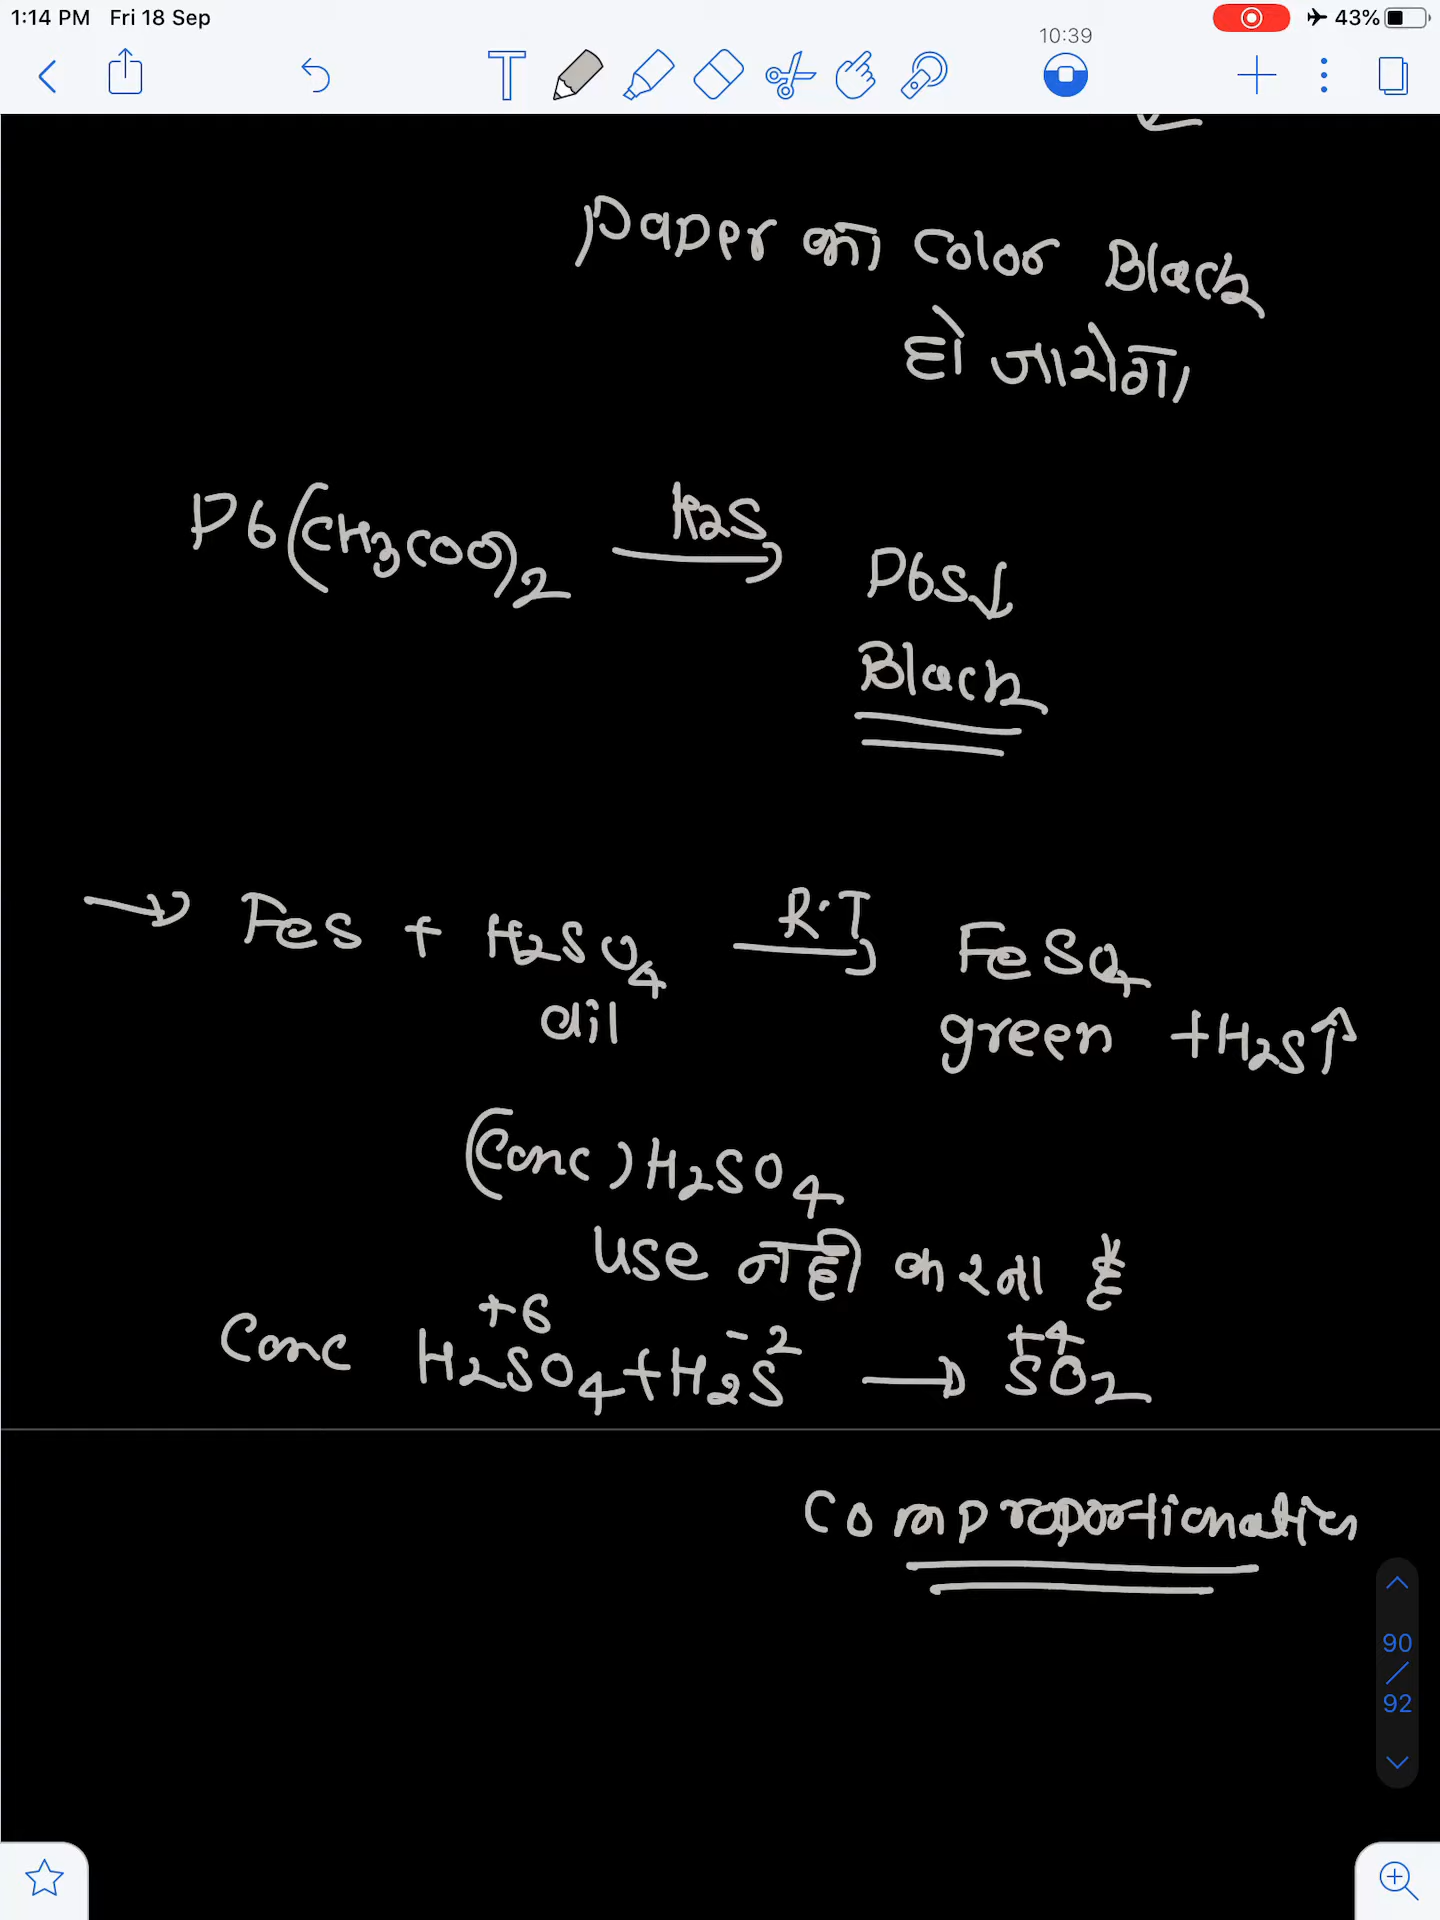 1:14 PM Fri 18 Sep
43%
10:39
T
Paper का color Black
हो जायेगा
Pb(CH3COO)2 H2S
PbS↓
Black
→ FeS + H2SO4 R.T FeSO4
dil green +H2S↑
(Conc) H2SO4
use नहीं करना है
+6 -2 +4
Conc H2SO4+H2S → SO2
Comproportionation
90
/
92